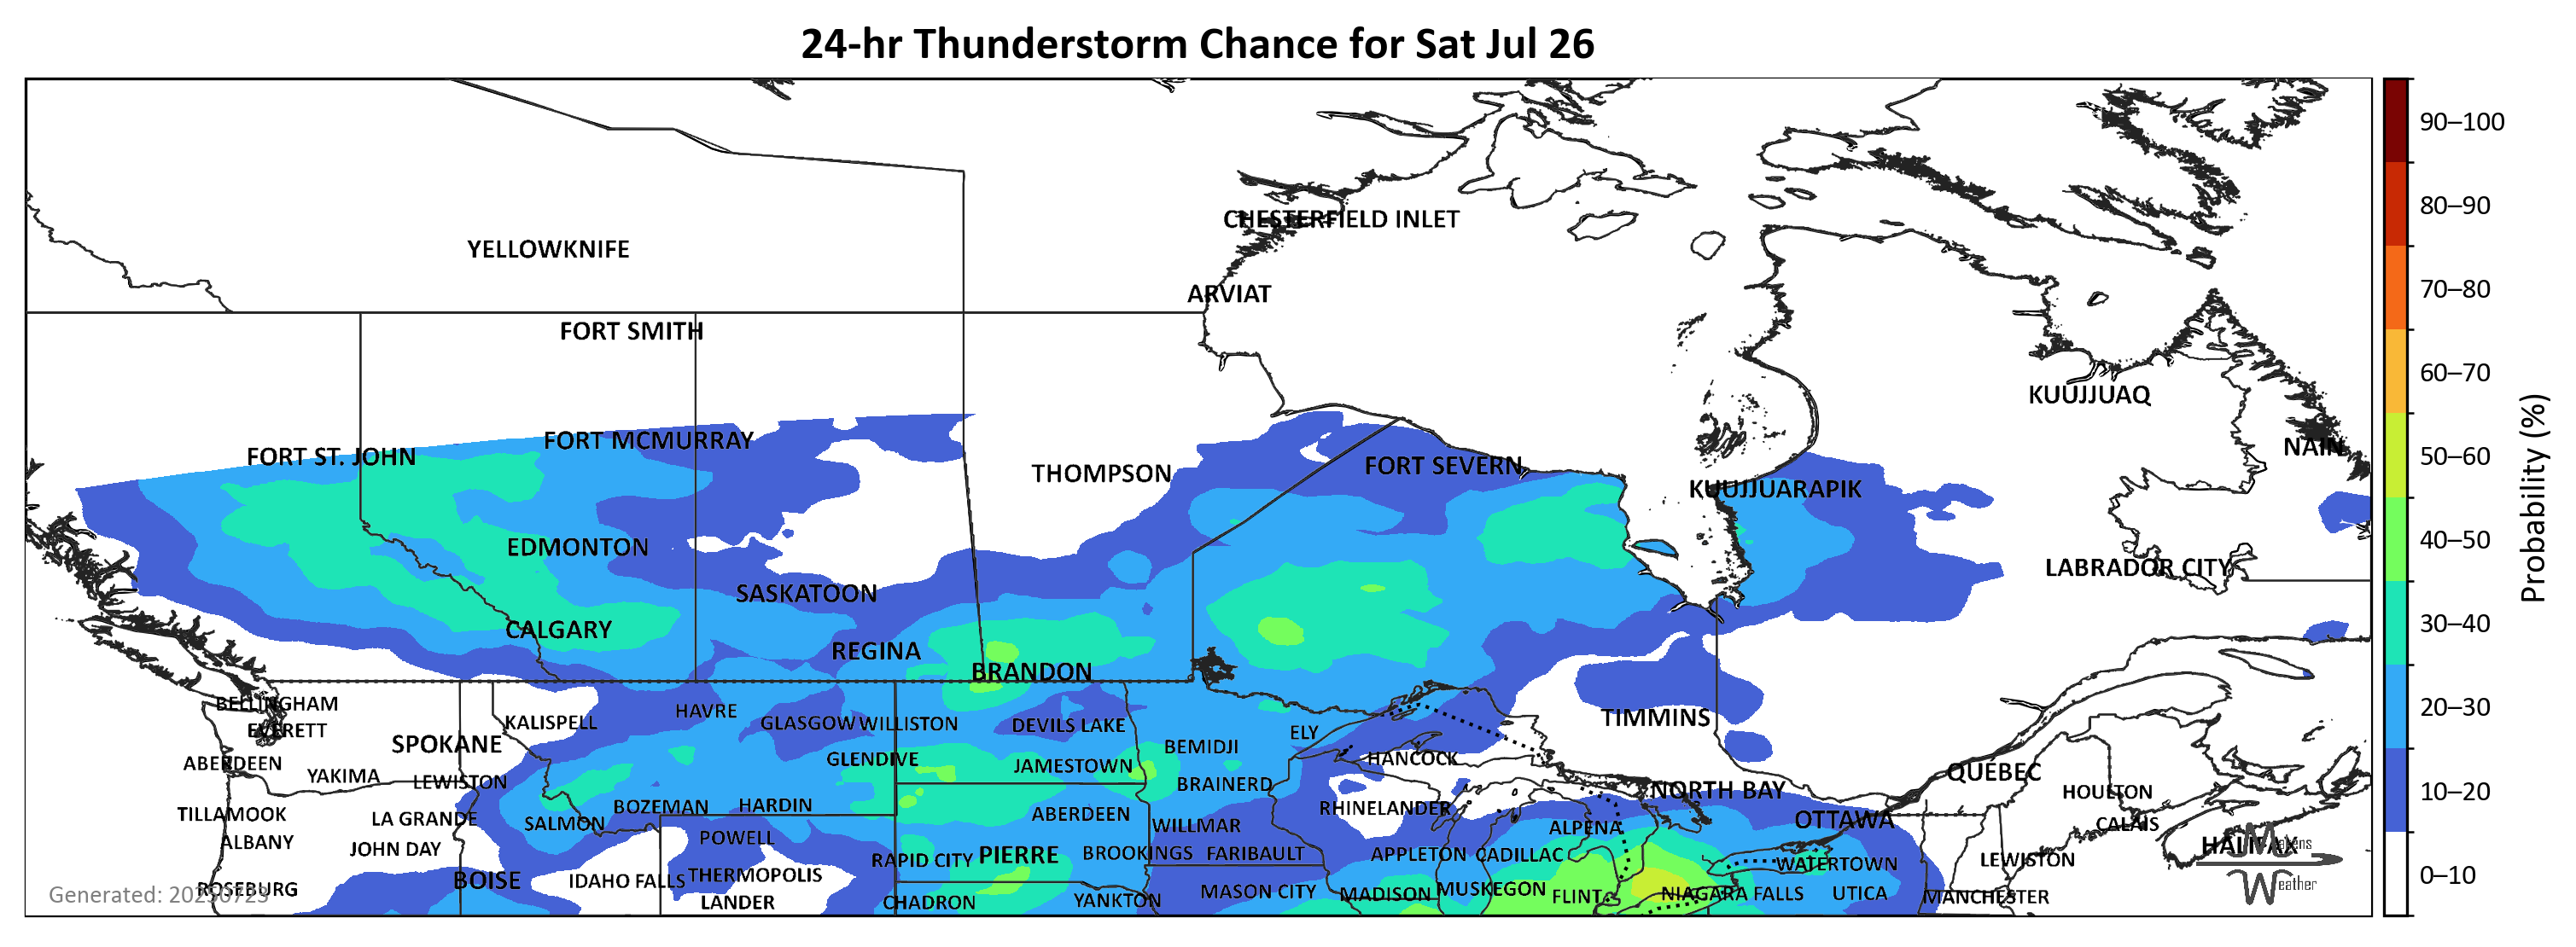 24-hr Thunderstorm Chance for Sat Jul 26
90–100
80–90
CHESTERFIELD INLET
YELLOWKNIFE
70–80
ARVIAT
FORT SMITH
60–70
KUUJJUAQ
FORT MCMURRAY
NAIN
FORT ST. JOHN
50–60
FORT SEVERN
THOMPSON
KUUJJUARAPIK
Probability (%)
40–50
EDMONTON
LABRADOR CITY
SASKATOON
30–40
CALGARY
REGINA
BRANDON
BELLINGHAM
20–30
HAVRE
TIMMINS
KALISPELL
GLASGOW
WILLISTON
DEVILS LAKE
EVERETT
ELY
SPOKANE
BEMIDJI
HANCOCK
GLENDIVE
ABERDEEN
JAMESTOWN
QUÉBEC
YAKIMA
LEWISTON
BRAINERD
NORTH BAY
HOULTON
10–20
BOZEMAN
HARDIN
RHINELANDER
TILLAMOOK
ABERDEEN
LA GRANDE
OTTAWA
SALMON
WILLMAR
ALPENA
CALAIS
POWELL
ALBANY
HALIFAX
Makens
Weather
JOHN DAY
BROOKINGS
FARIBAULT
APPLETON
CADILLAC
PIERRE
RAPID CITY
LEWISTON
WATERTOWN
THERMOPOLIS
0–10
BOISE
IDAHO FALLS
ROSEBURG
MUSKEGON
MASON CITY
MADISON
NIAGARA FALLS
UTICA
FLINT
MANCHESTER
Generated: 20250723
LANDER
CHADRON
YANKTON